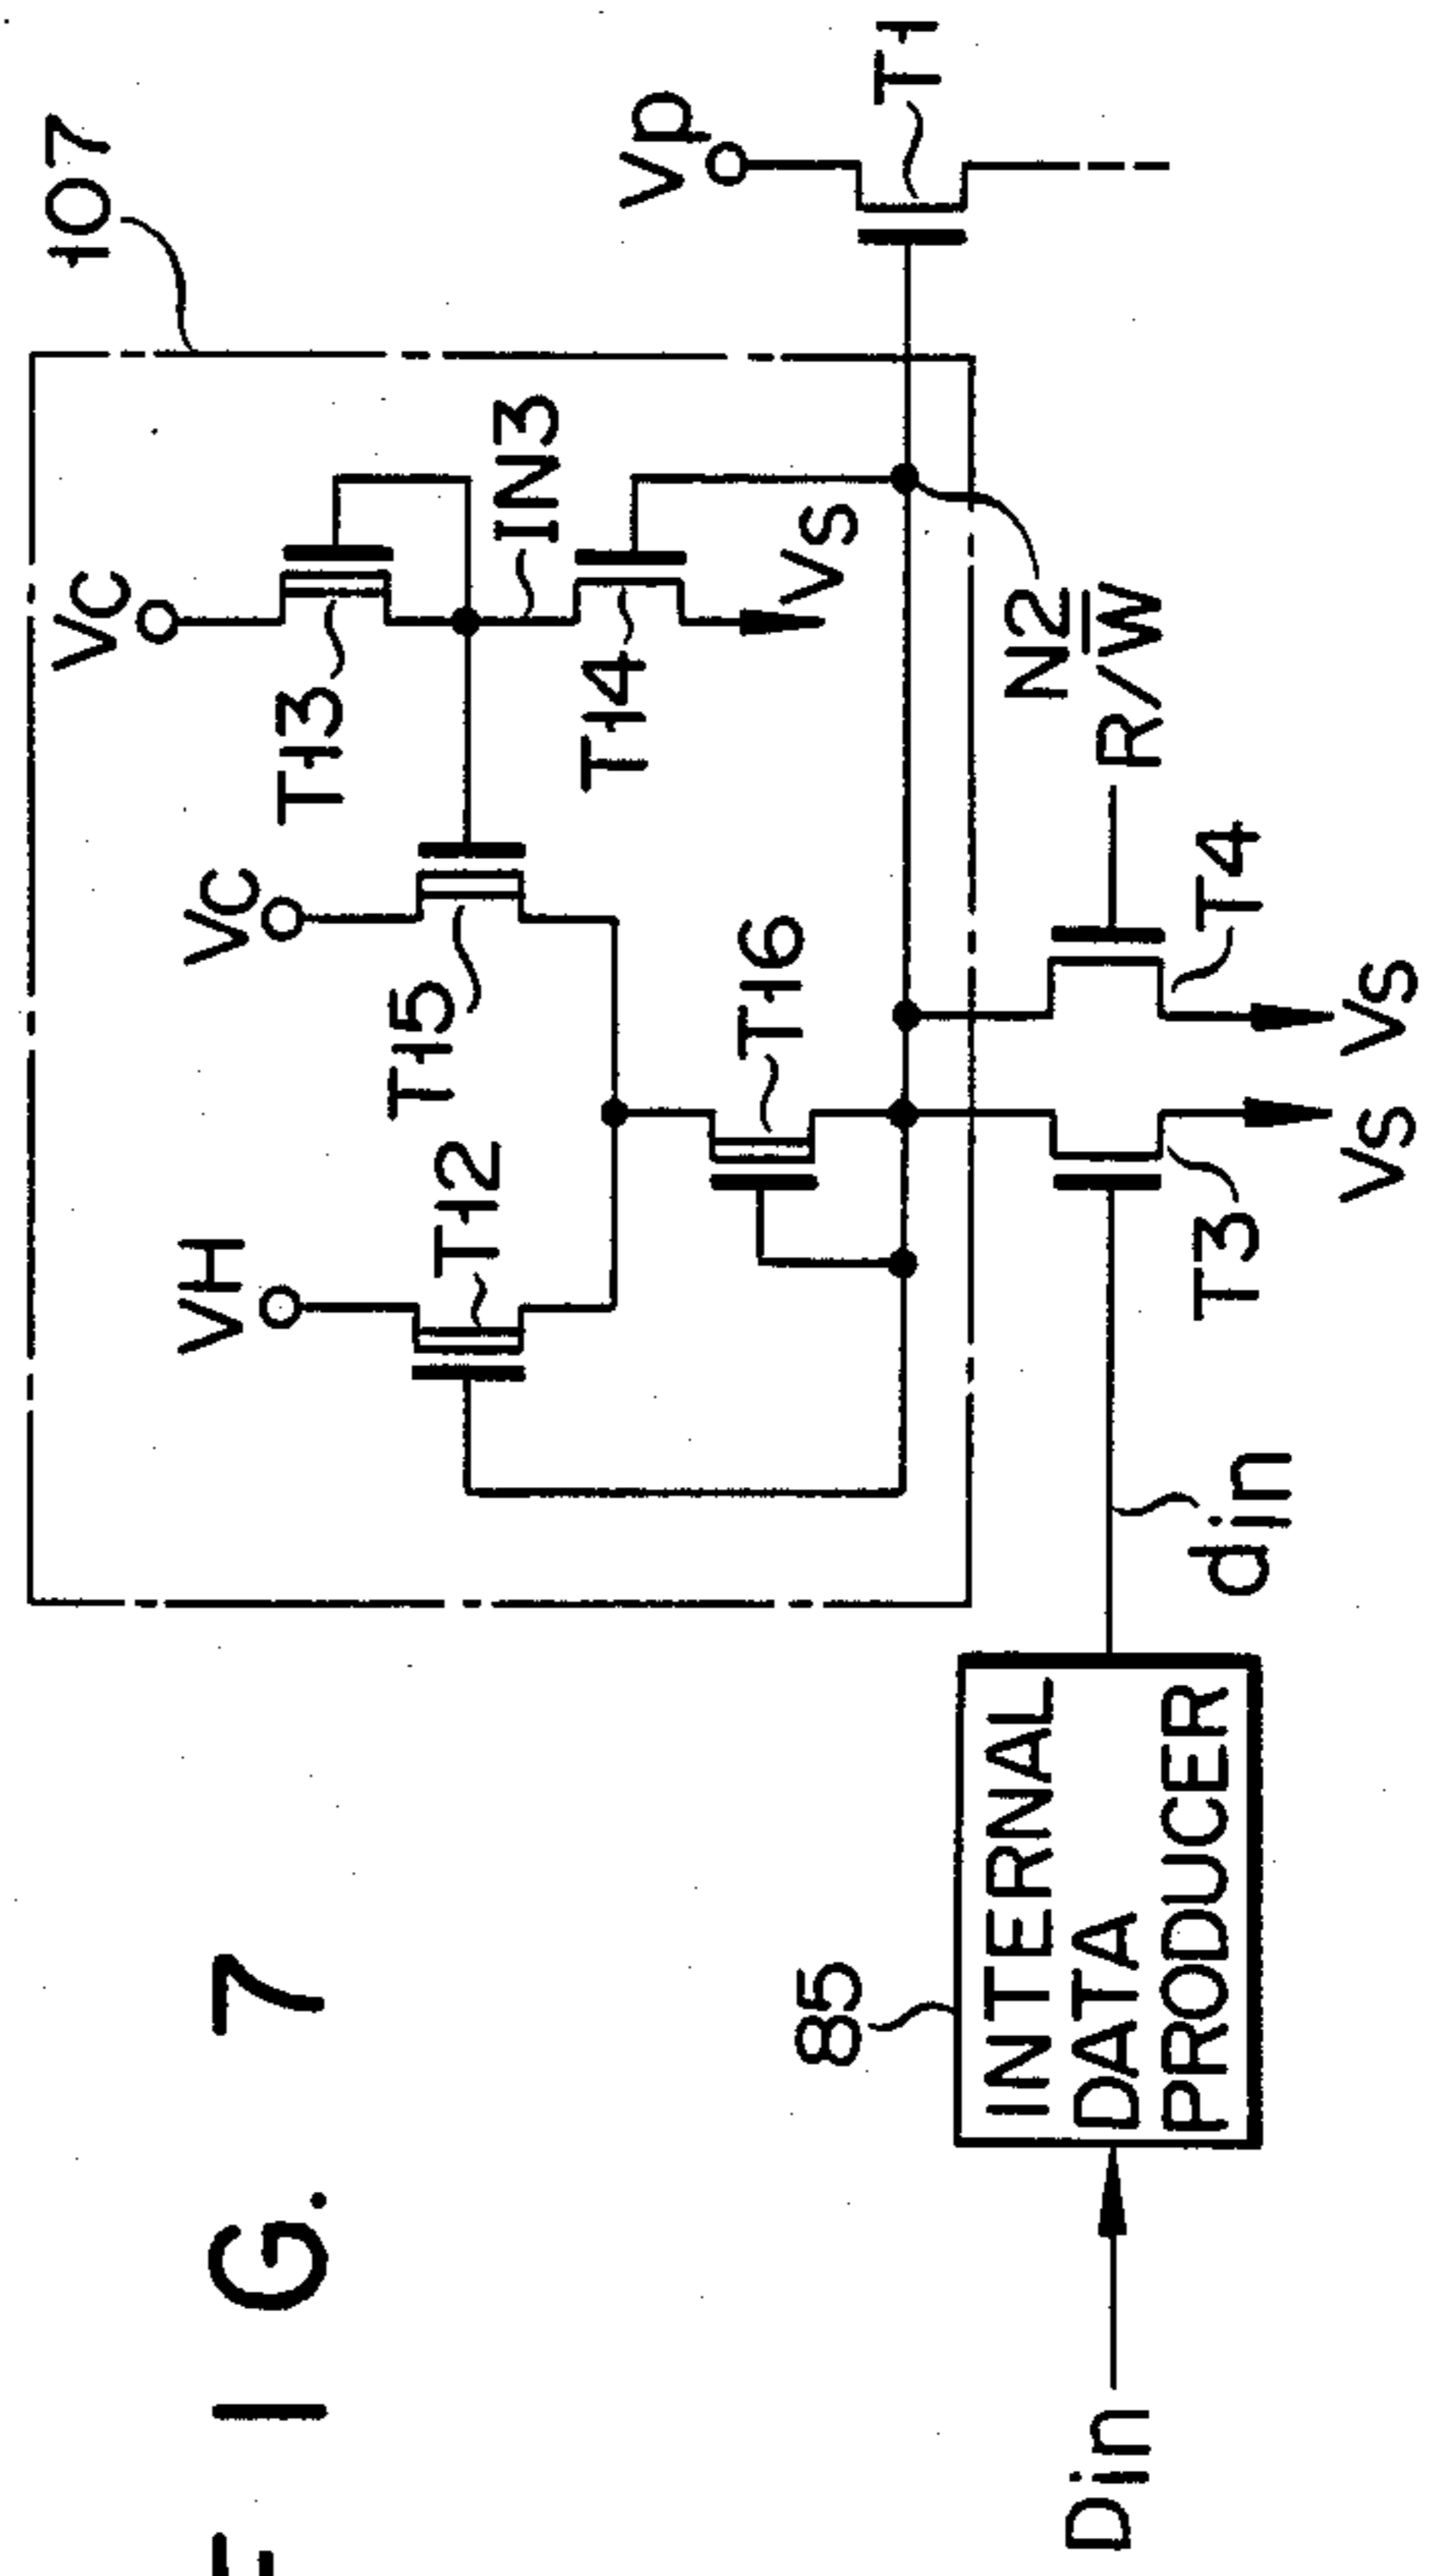 FIG. 7
107
VC
VC
VH
T13
IN3
T15
T12
T14
VS
T16
Vp
T1
N2
R/W̅
T4
T3
VS
VS
din
85
INTERNAL
DATA
PRODUCER
Din